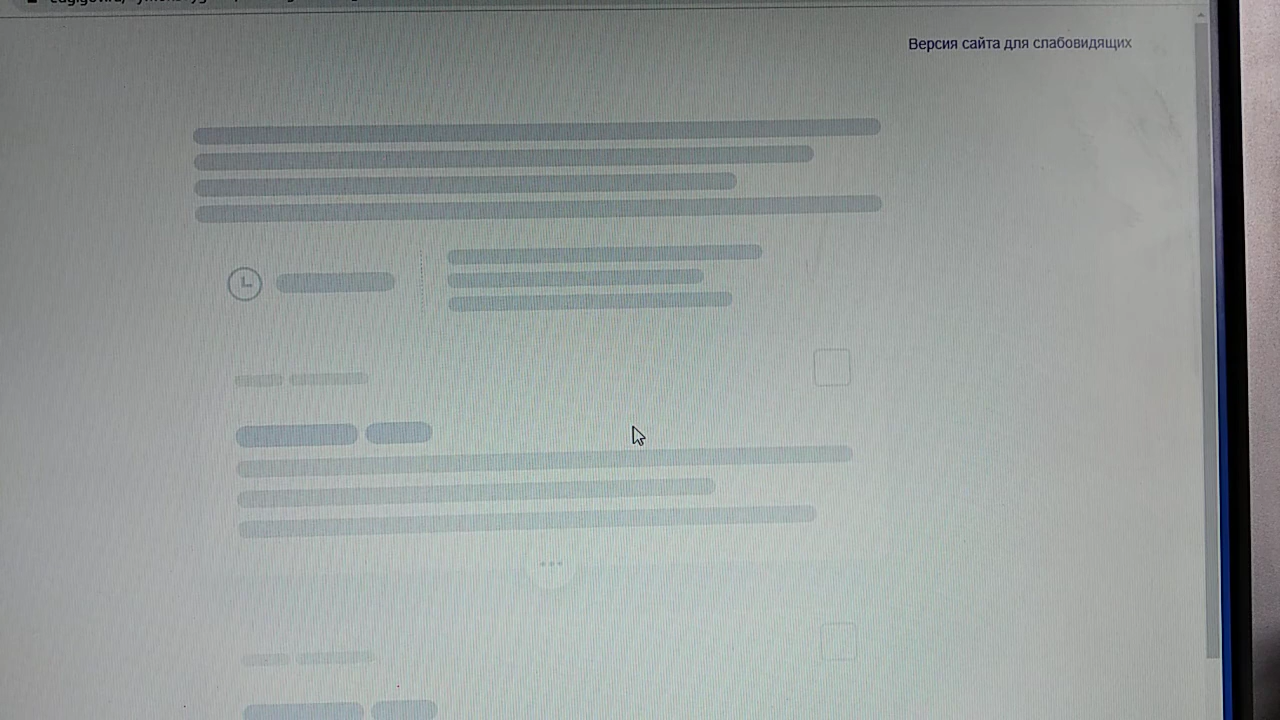 Версия сайта для слабовидящих